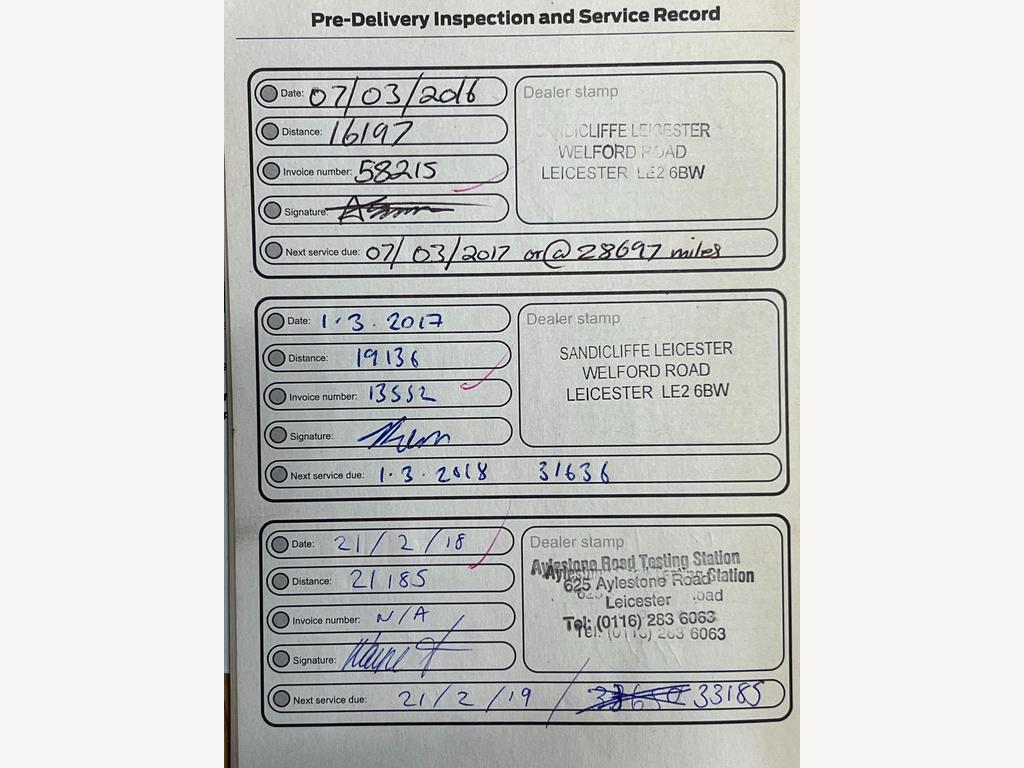 Pre-Delivery Inspection and Service Record
Date: 07/03/2016
Distance: 16197
Invoice number: 58215
Signature:
Next service due: 07/03/2017 or @ 28697 miles
Dealer stamp
SANDICLIFFE LEICESTER
WELFORD ROAD
LEICESTER LE2 6BW
Date: 1.3.2017
Distance: 19136
Invoice number: 13552
Signature:
Next service due: 1.3.2018 31636
Dealer stamp
SANDICLIFFE LEICESTER
WELFORD ROAD
LEICESTER LE2 6BW
Date: 21/2/18
Distance: 21185
Invoice number: N/A
Signature:
Next service due: 21/2/19 / 33185
Dealer stamp
Aylestone Road Testing Station
625 Aylestone Road
Leicester
Tel: (0116) 283 6063